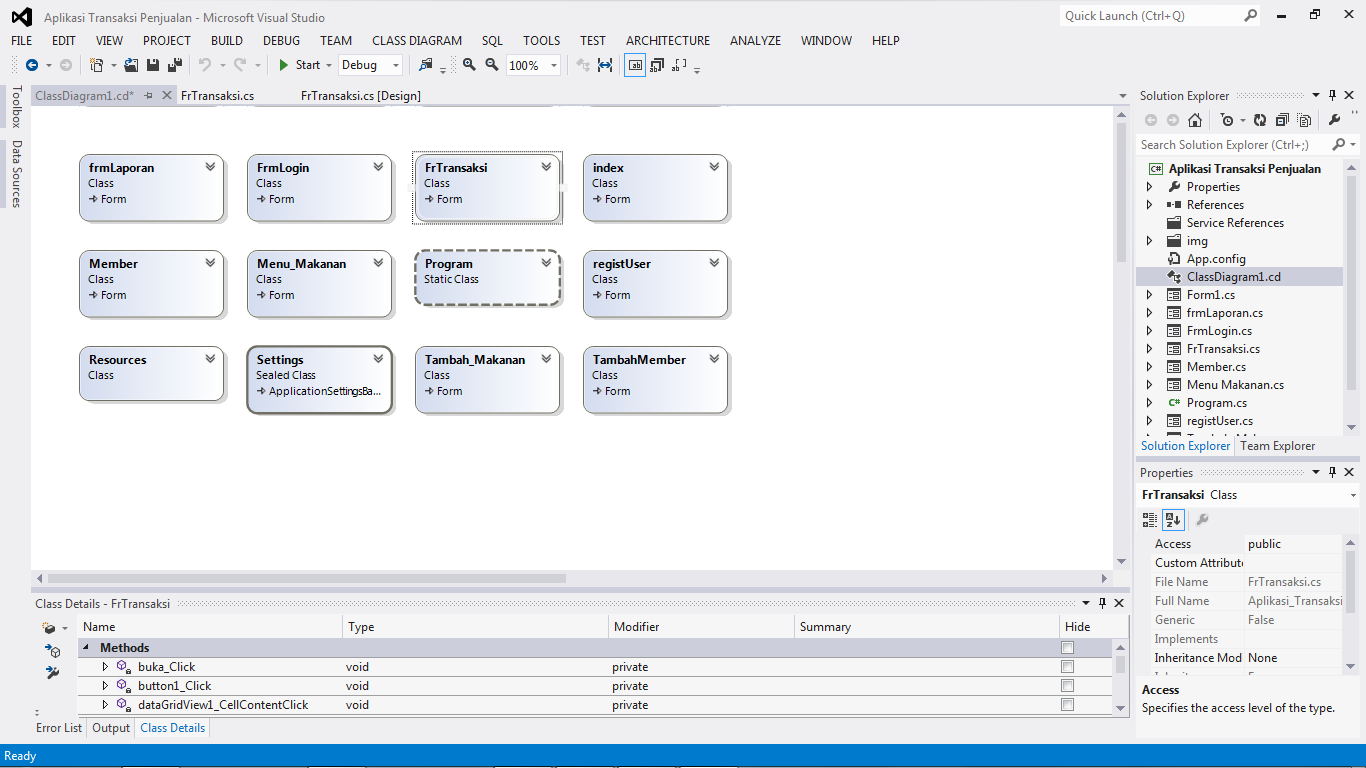 Aplikasi Transaksi Penjualan - Microsoft Visual Studio
Quick Launch (Ctrl+Q)
FILE EDIT VIEW PROJECT BUILD DEBUG TEAM CLASS DIAGRAM SQL TOOLS TEST ARCHITECTURE ANALYZE WINDOW HELP
Start Debug 100%
Toolbox
Data Sources
ClassDiagram1.cd* FrTransaksi.cs FrTransaksi.cs [Design]
frmLaporan
Class
Form
FrmLogin
Class
Form
FrTransaksi
Class
Form
index
Class
Form
Member
Class
Form
Menu_Makanan
Class
Form
Program
Static Class
registUser
Class
Form
Resources
Class
Settings
Sealed Class
ApplicationSettingsBa...
Tambah_Makanan
Class
Form
TambahMember
Class
Form
Solution Explorer
Search Solution Explorer (Ctrl+;)
Aplikasi Transaksi Penjualan
Properties
References
Service References
img
App.config
ClassDiagram1.cd
Form1.cs
frmLaporan.cs
FrmLogin.cs
FrTransaksi.cs
Member.cs
Menu Makanan.cs
Program.cs
registUser.cs
Solution Explorer Team Explorer
Properties
FrTransaksi Class
Access public
Custom Attribute
File Name FrTransaksi.cs
Full Name Aplikasi_Transaksi
Generic False
Implements
Inheritance Mod None
Access
Specifies the access level of the type.
Class Details - FrTransaksi
Name Type Modifier Summary Hide
Methods
buka_Click void private
button1_Click void private
dataGridView1_CellContentClick void private
Error List Output Class Details
Ready